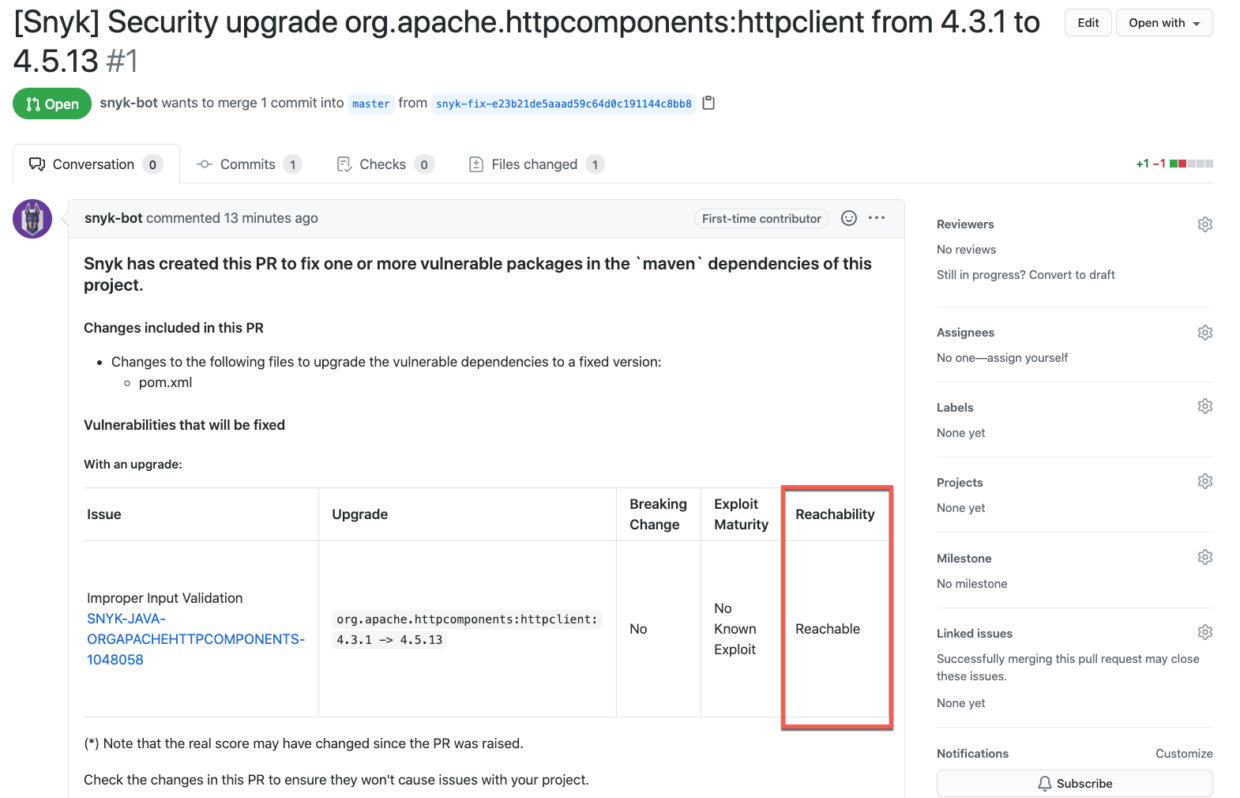 [Snyk] Security upgrade org.apache.httpcomponents:httpclient from 4.3.1 to
4.5.13 #1
Edit
Open with
Open
snyk-bot wants to merge 1 commit into master from snyk-fix-e23b21de5aaad59c64d0c191144c8bb8
Conversation 0
Commits 1
Checks 0
Files changed 1
+1 −1
snyk-bot commented 13 minutes ago
First-time contributor
Snyk has created this PR to fix one or more vulnerable packages in the `maven` dependencies of this
project.
Changes included in this PR
• Changes to the following files to upgrade the vulnerable dependencies to a fixed version:
◦ pom.xml
Vulnerabilities that will be fixed
With an upgrade:
Issue
Upgrade
Breaking
Change
Exploit
Maturity
Reachability
Improper Input Validation
SNYK-JAVA-
ORGAPACHEHTTPCOMPONENTS-
1048058
org.apache.httpcomponents:httpclient:
4.3.1 -> 4.5.13
No
No
Known
Exploit
Reachable
(*) Note that the real score may have changed since the PR was raised.
Check the changes in this PR to ensure they won't cause issues with your project.
Reviewers
No reviews
Still in progress? Convert to draft
Assignees
No one—assign yourself
Labels
None yet
Projects
None yet
Milestone
No milestone
Linked issues
Successfully merging this pull request may close
these issues.
None yet
Notifications
Customize
Subscribe